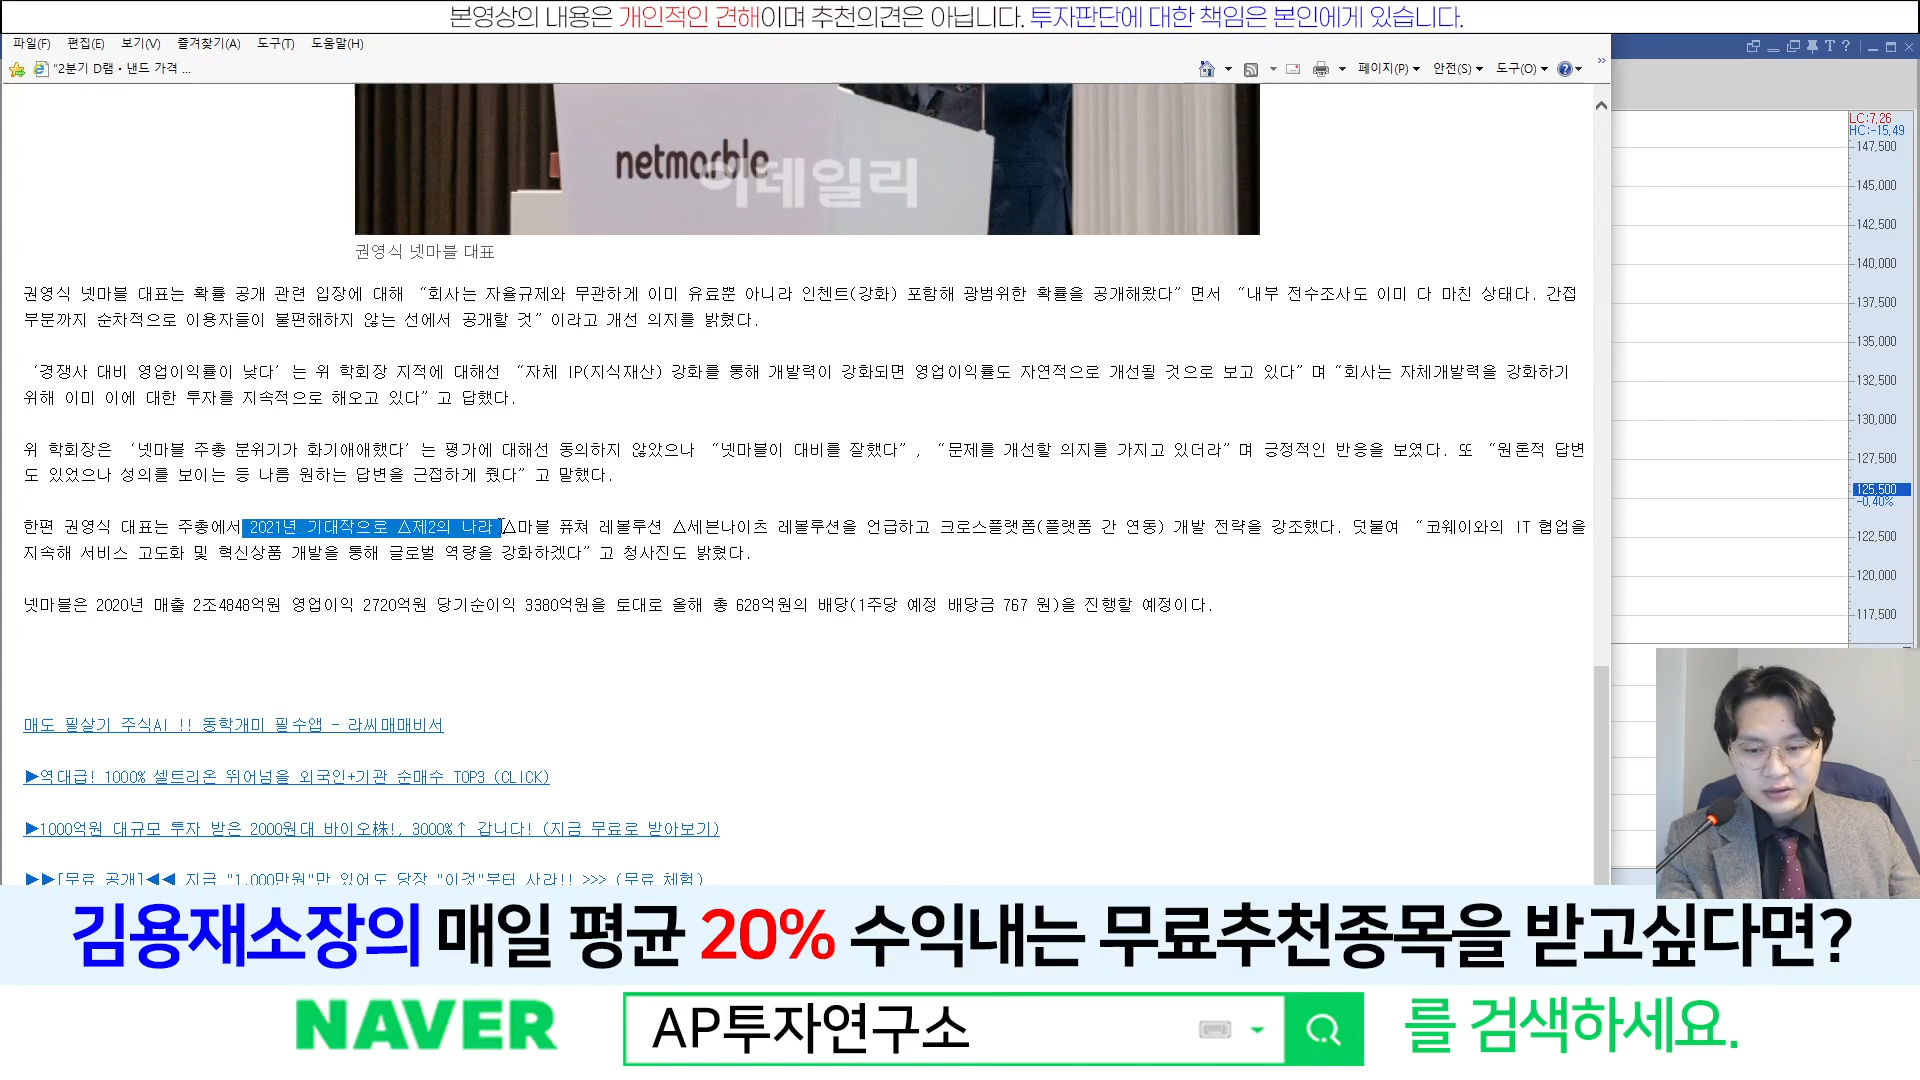 본영상의 내용은 개인적인 견해이며 추천의견은 아닙니다. 투자판단에 대한 책임은 본인에게 있습니다.
파일(F) 편집(E) 보기(V) 즐겨찾기(A) 도구(T) 도움말(H)
"2분기 D램·낸드 가격 ...
페이지(P) 안전(S) 도구(O)
netmarble
이데일리
권영식 넷마블 대표
권영식 넷마블 대표는 확률 공개 관련 입장에 대해 “회사는 자율규제와 무관하게 이미 유료뿐 아니라 인첸트(강화) 포함해 광범위한 확률을 공개해왔다”면서 “내부 전수조사도 이미 다 마친 상태다. 간접
부분까지 순차적으로 이용자들이 불편해하지 않는 선에서 공개할 것”이라고 개선 의지를 밝혔다.
‘경쟁사 대비 영업이익률이 낮다’는 위 학회장 지적에 대해선 “자체 IP(지식재산) 강화를 통해 개발력이 강화되면 영업이익률도 자연적으로 개선될 것으로 보고 있다”며“회사는 자체개발력을 강화하기
위해 이미 이에 대한 투자를 지속적으로 해오고 있다”고 답했다.
위 학회장은 ‘넷마블 주총 분위기가 화기애애했다’는 평가에 대해선 동의하지 않았으나 “넷마블이 대비를 잘했다”, “문제를 개선할 의지를 가지고 있더라”며 긍정적인 반응을 보였다. 또 “원론적 답변
도 있었으나 성의를 보이는 등 나름 원하는 답변을 근접하게 줬다”고 말했다.
한편 권영식 대표는 주총에서 2021년 기대작으로 △제2의 나라 △마블 퓨쳐 레볼루션 △세븐나이츠 레볼루션을 언급하고 크로스플랫폼(플랫폼 간 연동) 개발 전략을 강조했다. 덧붙여 “코웨이와의 IT 협업을
지속해 서비스 고도화 및 혁신상품 개발을 통해 글로벌 역량을 강화하겠다”고 청사진도 밝혔다.
넷마블은 2020년 매출 2조4848억원 영업이익 2720억원 당기순이익 3380억원을 토대로 올해 총 628억원의 배당(1주당 예정 배당금 767 원)을 진행할 예정이다.
매도 필살기 주식AI !! 동학개미 필수앱 - 라씨매매비서
▶역대급! 1000% 셀트리온 뛰어넘을 외국인+기관 순매수 TOP3 (CLICK)
▶1000억원 대규모 투자 받은 2000원대 바이오株!, 3000%↑ 갑니다! (지금 무료로 받아보기)
▶▶[무료 공개]◀◀ 지금 "1,000만원"만 있어도 당장 "이것"부터 사라!! >>> (무료 체험)
LC:7,26
HC:-15,49
147,500
145,000
142,500
140,000
137,500
135,000
132,500
130,000
127,500
125,500
-0,40%
122,500
120,000
117,500
김용재소장의 매일 평균 20% 수익내는 무료추천종목을 받고싶다면?
NAVER AP투자연구소 를 검색하세요.